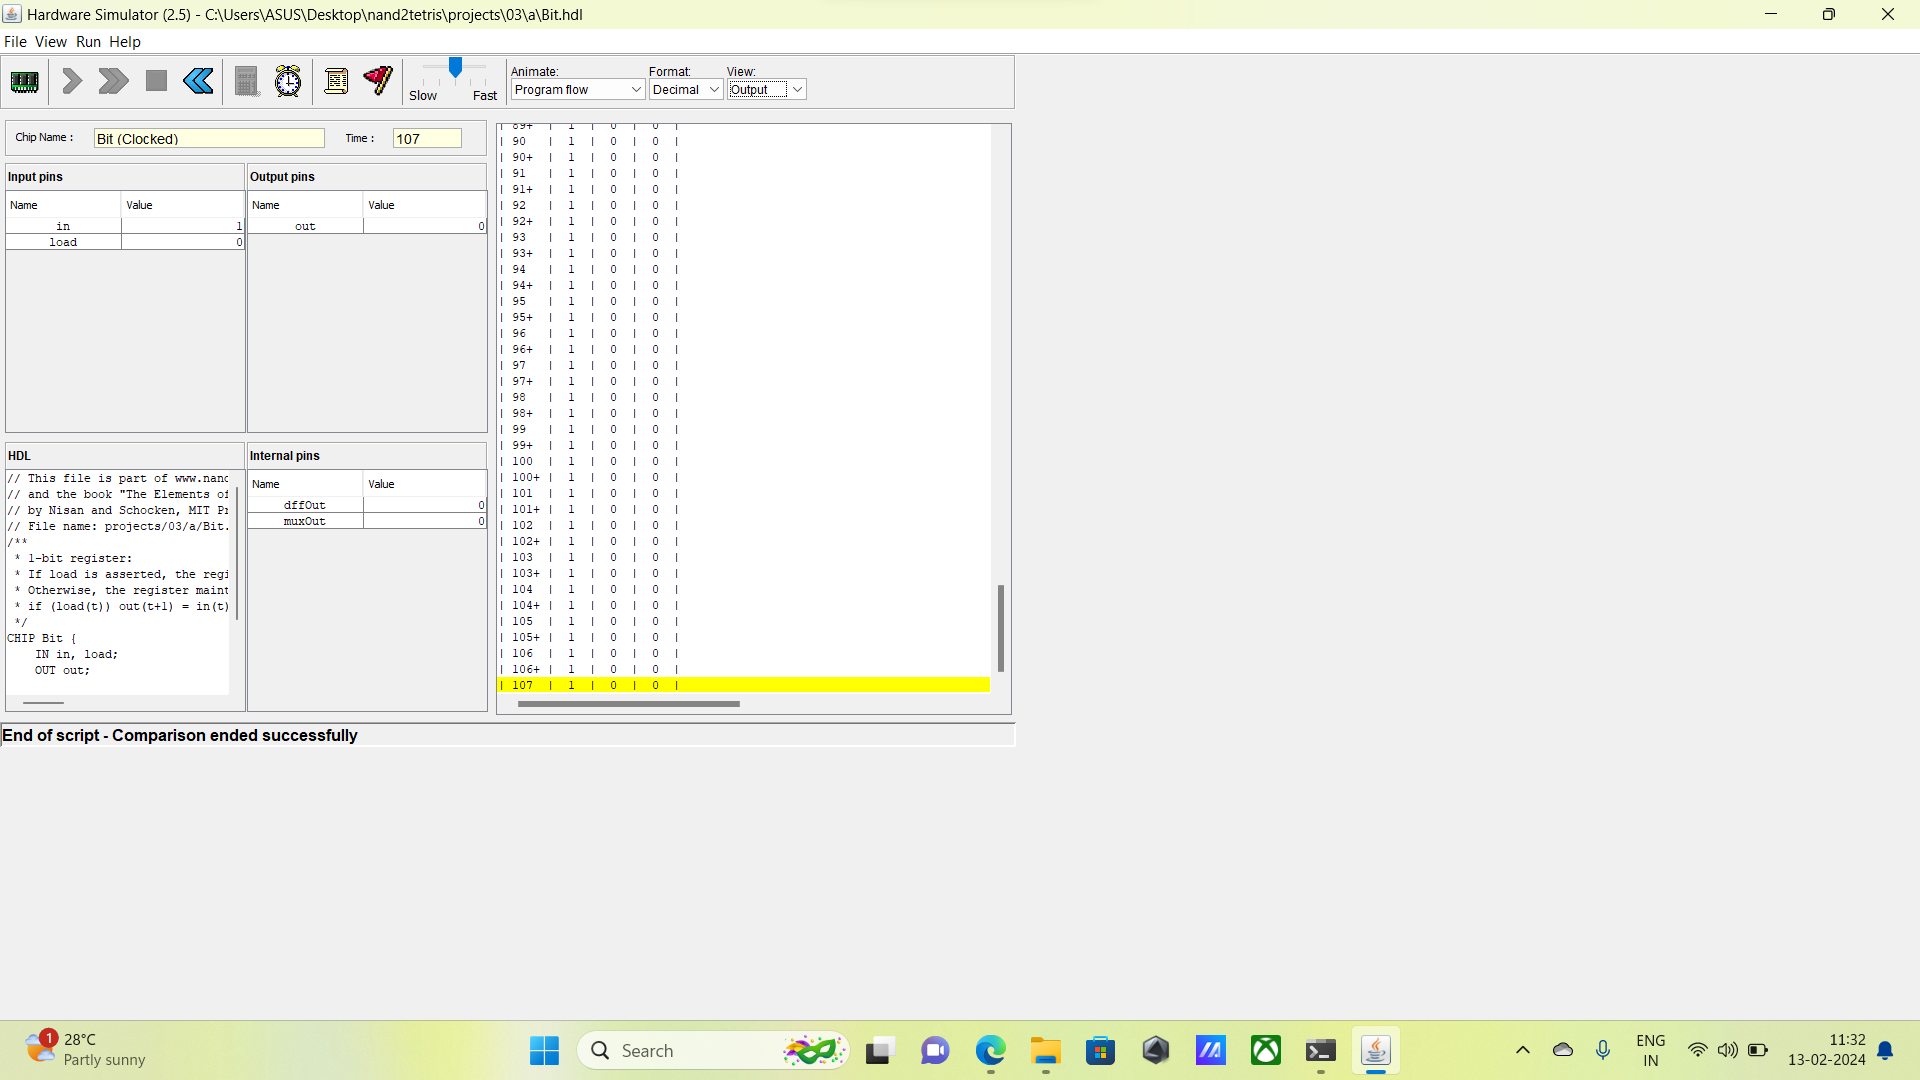 Hardware Simulator (2.5) - C:\Users\ASUS\Desktop\nand2tetris\projects\03\a\Bit.hdl
File View Run Help
Slow Fast
Animate: Format: View:
Program flow Decimal Output
Chip Name : Bit (Clocked) Time : 107
Input pins
Name Value
in 1
load 0
Output pins
Name Value
out 0
HDL
// This file is part of www.nand
// and the book "The Elements of
// by Nisan and Schocken, MIT Pr
// File name: projects/03/a/Bit.
/**
* 1-bit register:
* If load is asserted, the regi
* Otherwise, the register maint
* if (load(t)) out(t+1) = in(t)
*/
CHIP Bit {
IN in, load;
OUT out;
Internal pins
Name Value
dffOut 0
muxOut 0
| 89+ | 1 | 0 | 0 |
| 90 | 1 | 0 | 0 |
| 90+ | 1 | 0 | 0 |
| 91 | 1 | 0 | 0 |
| 91+ | 1 | 0 | 0 |
| 92 | 1 | 0 | 0 |
| 92+ | 1 | 0 | 0 |
| 93 | 1 | 0 | 0 |
| 93+ | 1 | 0 | 0 |
| 94 | 1 | 0 | 0 |
| 94+ | 1 | 0 | 0 |
| 95 | 1 | 0 | 0 |
| 95+ | 1 | 0 | 0 |
| 96 | 1 | 0 | 0 |
| 96+ | 1 | 0 | 0 |
| 97 | 1 | 0 | 0 |
| 97+ | 1 | 0 | 0 |
| 98 | 1 | 0 | 0 |
| 98+ | 1 | 0 | 0 |
| 99 | 1 | 0 | 0 |
| 99+ | 1 | 0 | 0 |
| 100 | 1 | 0 | 0 |
| 100+ | 1 | 0 | 0 |
| 101 | 1 | 0 | 0 |
| 101+ | 1 | 0 | 0 |
| 102 | 1 | 0 | 0 |
| 102+ | 1 | 0 | 0 |
| 103 | 1 | 0 | 0 |
| 103+ | 1 | 0 | 0 |
| 104 | 1 | 0 | 0 |
| 104+ | 1 | 0 | 0 |
| 105 | 1 | 0 | 0 |
| 105+ | 1 | 0 | 0 |
| 106 | 1 | 0 | 0 |
| 106+ | 1 | 0 | 0 |
| 107 | 1 | 0 | 0 |
End of script - Comparison ended successfully
1
28°C
Partly sunny
Search
ENG
IN
11:32
13-02-2024